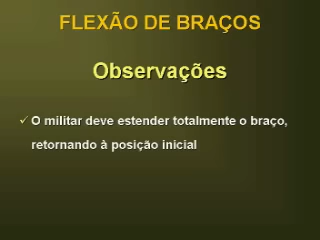 FLEXÃO DE BRAÇOS
Observações
✓ O militar deve estender totalmente o braço,
retornando à posição inicial